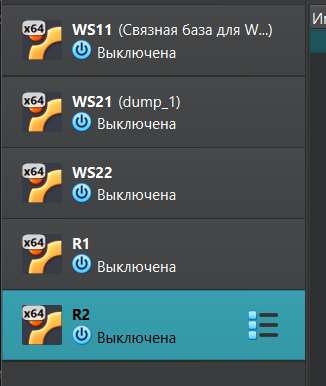 x64
WS11 (Связная база для W...)
Выключена
x64
WS21 (dump_1)
Выключена
x64
WS22
Выключена
x64
R1
Выключена
x64
R2
Выключена